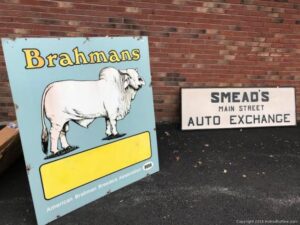 Brahmans
American Brahman Breeders Association
SMEAD'S
MAIN STREET
AUTO EXCHANGE